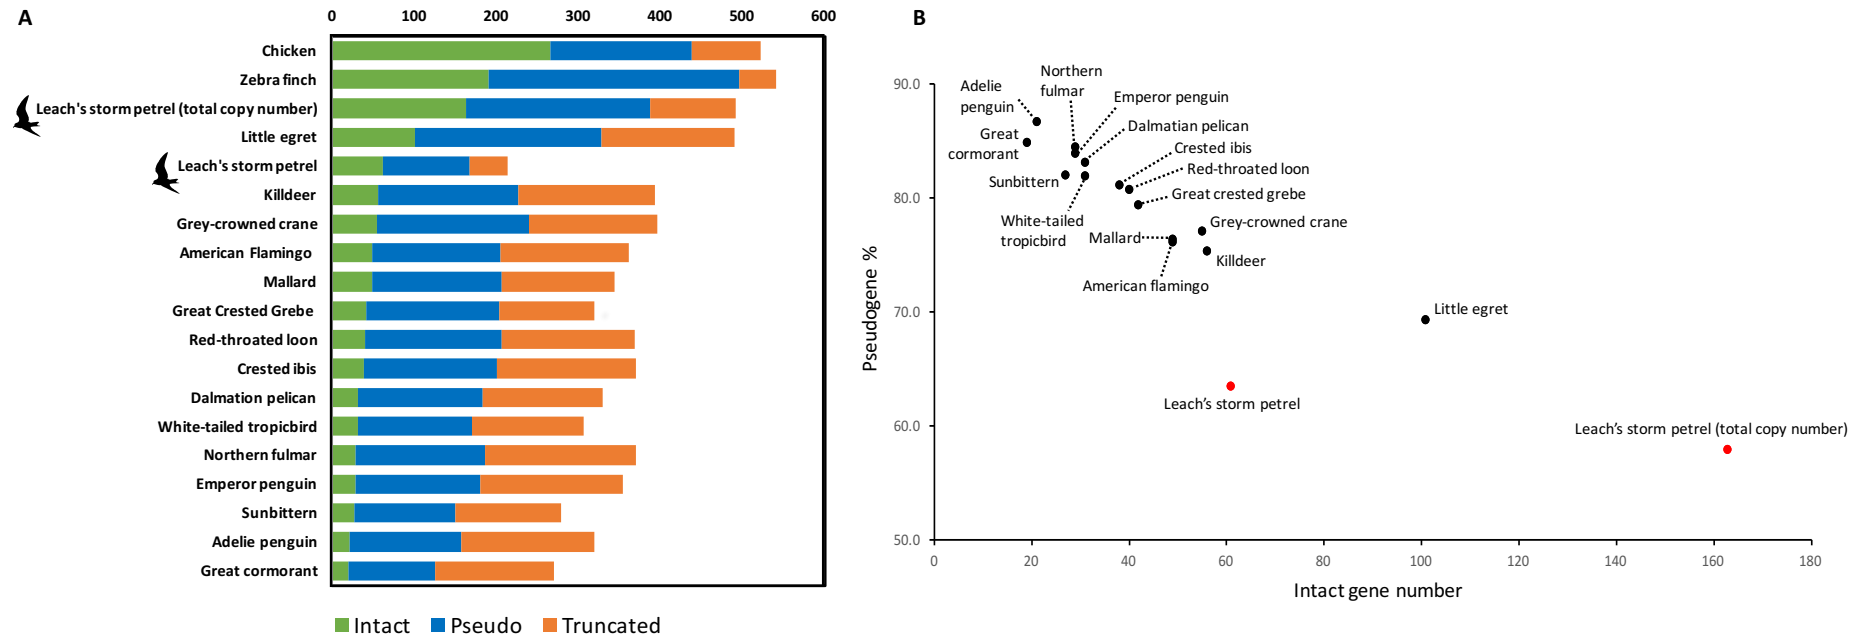 A
0 100 200 300 400 500 600
Chicken
Zebra finch
Leach's storm petrel (total copy number)
Little egret
Leach's storm petrel
Killdeer
Grey-crowned crane
American Flamingo
Mallard
Great Crested Grebe
Red-throated loon
Crested ibis
Dalmation pelican
White-tailed tropicbird
Northern fulmar
Emperor penguin
Sunbittern
Adelie penguin
Great cormorant
Intact Pseudo Truncated
B
Pseudogene %
90.0
80.0
70.0
60.0
50.0
0 20 40 60 80 100 120 140 160 180
Intact gene number
Adelie
penguin
Northern
fulmar
Emperor penguin
Great
cormorant
Dalmatian pelican
Crested ibis
Red-throated loon
Sunbittern
Great crested grebe
White-tailed
tropicbird
Mallard
Grey-crowned crane
Killdeer
American flamingo
Little egret
Leach’s storm petrel
Leach’s storm petrel (total copy number)